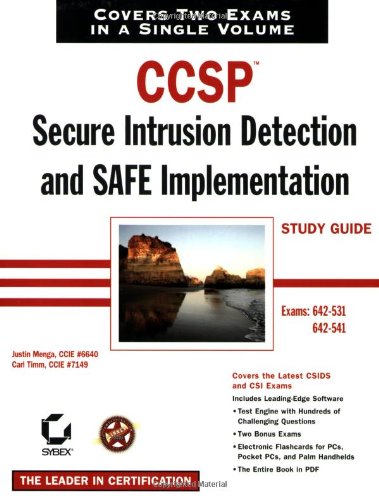 COVERS TWO EXAMS
IN A SINGLE VOLUME
CCSP™
Secure Intrusion Detection
and SAFE Implementation
STUDY GUIDE
Exams: 642-531
642-541
Justin Menga, CCIE #6640
Carl Timm, CCIE #7149
Covers the Latest CSIDS
and CSI Exams
Includes Leading-Edge Software
• Test Engine with Hundreds of
Challenging Questions
• Two Bonus Exams
• Electronic Flashcards for PCs,
Pocket PCs, and Palm Handhelds
• The Entire Book in PDF
SYBEX®
THE LEADER IN CERTIFICATION